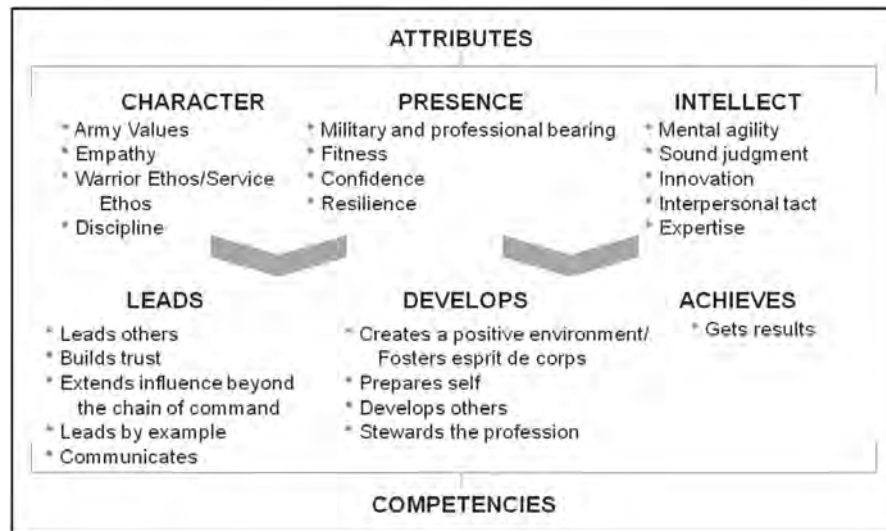 ATTRIBUTES
CHARACTER
* Army Values
* Empathy
* Warrior Ethos/Service
Ethos
* Discipline
PRESENCE
* Military and professional bearing
* Fitness
* Confidence
* Resilience
INTELLECT
* Mental agility
* Sound judgment
* Innovation
* Interpersonal tact
* Expertise
LEADS
* Leads others
* Builds trust
* Extends influence beyond
the chain of command
* Leads by example
* Communicates
DEVELOPS
* Creates a positive environment/
Fosters esprit de corps
* Prepares self
* Develops others
* Stewards the profession
ACHIEVES
* Gets results
COMPETENCIES